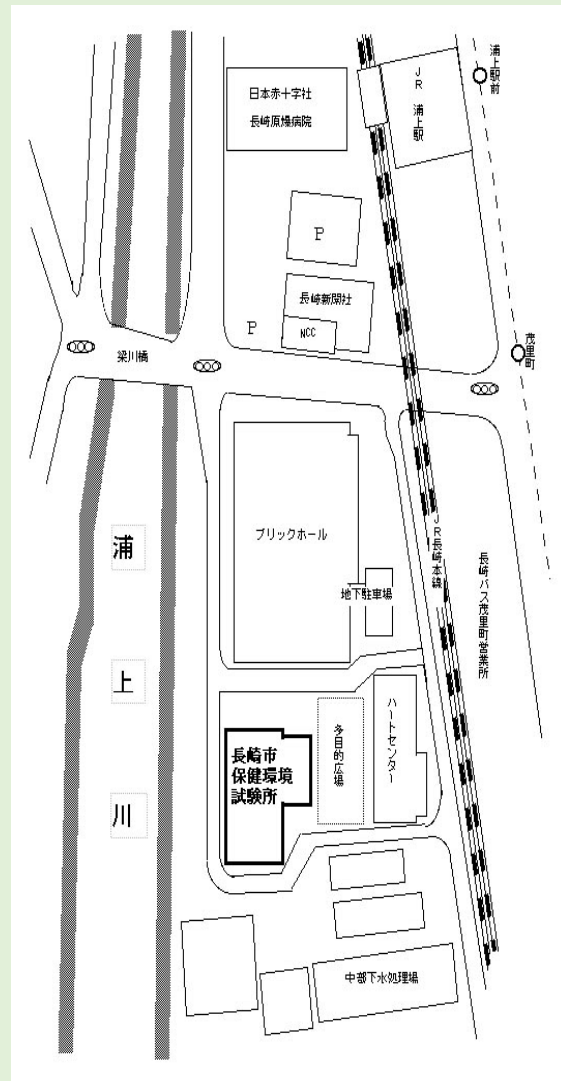 浦上駅前
JR 浦上駅
日本赤十字社
長崎原爆病院
P
長崎新聞社
NCC
P
茂里町
梁川橋
ブリックホール
JR長崎本線
長崎バス茂里町営業所
地下駐車場
浦上川
長崎市
保健環境
試験所
多目的広場
ハートセンター
中部下水処理場